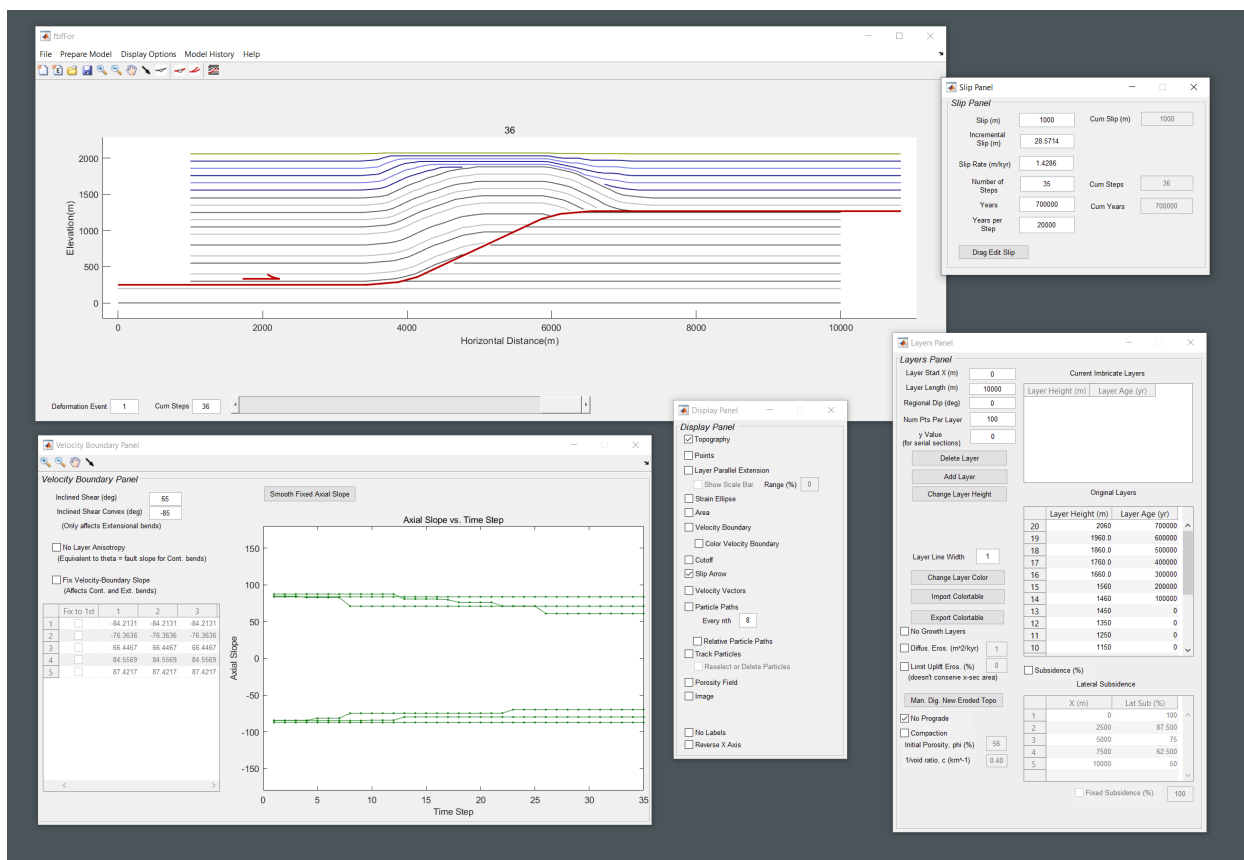 fbfFor
File Prepare Model Display Options Model History Help
36
Elevation(m)
2000
1500
1000
500
0
0 2000 4000 6000 8000 10000
Horizontal Distance(m)
Deformation Event 1 Cum Steps 36
Slip Panel
Slip Panel
Slip (m) 1000 Cum Slip (m) 1000
Incremental
Slip (m) 28.5714
Slip Rate (m/kyr) 1.4286
Number of
Steps 35 Cum Steps 36
Years 700000 Cum Years 700000
Years per
Step 20000
Drag Edit Slip
Velocity Boundary Panel
Velocity Boundary Panel
Inclined Shear (deg) 65
Smooth Fixed Axial Slope
Inclined Shear Convex (deg) -85
(Only affects Extensional bends)
No Layer Anisotropy
(Equivalent to theta = fault slope for Cont. bends)
Fix Velocity-Boundary Slope
(Affects Cont. and Ext. bends)
Fix to 1st 1 2 3
1 -84.2131 -84.2131 -84.2131
2 -76.3636 -76.3636 -76.3636
3 66.4467 66.4467 66.4467
4 84.5569 84.5569 84.5569
5 87.4217 87.4217 87.4217
Axial Slope vs. Time Step
Axial Slope
150
100
50
0
-50
-100
-150
0 5 10 15 20 25 30 35
Time Step
Display Panel
Display Panel
Topography
Points
Layer Parallel Extension
Show Scale Bar Range (%) 0
Strain Ellipse
Area
Velocity Boundary
Color Velocity Boundary
Cutoff
Slip Arrow
Velocity Vectors
Particle Paths
Every nth 8
Relative Particle Paths
Track Particles
Reselect or Delete Particles
Porosity Field
Image
No Labels
Reverse X Axis
Layers Panel
Layers Panel
Layer Start X (m) 0
Layer Length (m) 10000
Regional Dip (deg) 0
Num Pts Per Layer 100
y Value
(for serial sections) 0
Delete Layer
Add Layer
Change Layer Height
Layer Line Width 1
Change Layer Color
Import Colortable
Export Colortable
No Growth Layers
Diffus. Eros. (m^2/kyr) 1
Limit Uplift Eros. (%) 0
(doesn't conserve x-sec area)
Man. Dig. New Eroded Topo
No Prograde
Compaction
Initial Porosity, phi (%) 56
1/void ratio, c (km^-1) 0.40
Current Imbricate Layers
Layer Height (m) Layer Age (yr)
Original Layers
Layer Height (m) Layer Age (yr)
20 2060 700000
19 1960.0 600000
18 1860.0 500000
17 1760.0 400000
16 1660.0 300000
15 1560 200000
14 1460 100000
13 1450 0
12 1350 0
11 1250 0
10 1150 0
Subsidence (%)
Lateral Subsidence
X (m) Lat Sub (%)
1 0 100
2 2500 87.500
3 5000 75
4 7500 62.500
5 10000 50
Fixed Subsidence (%) 100